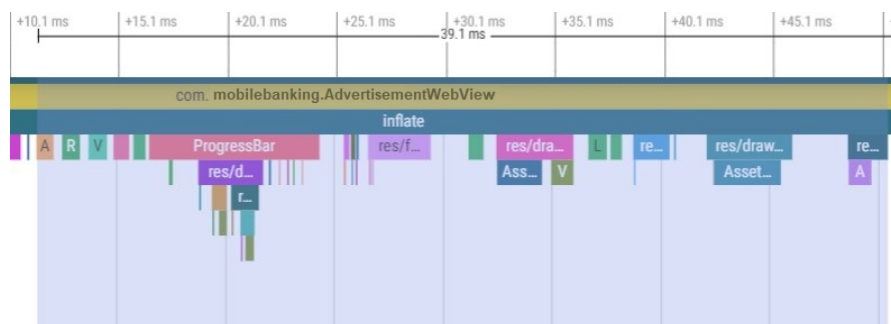 +10.1 ms +15.1 ms +20.1 ms +25.1 ms +30.1 ms +35.1 ms +40.1 ms +45.1 ms
39.1 ms
com. mobilebanking.AdvertisementWebView
inflate
A R V ProgressBar res/f... res/dra... L re... res/draw... re...
res/d... Ass... V Asset... A
r...